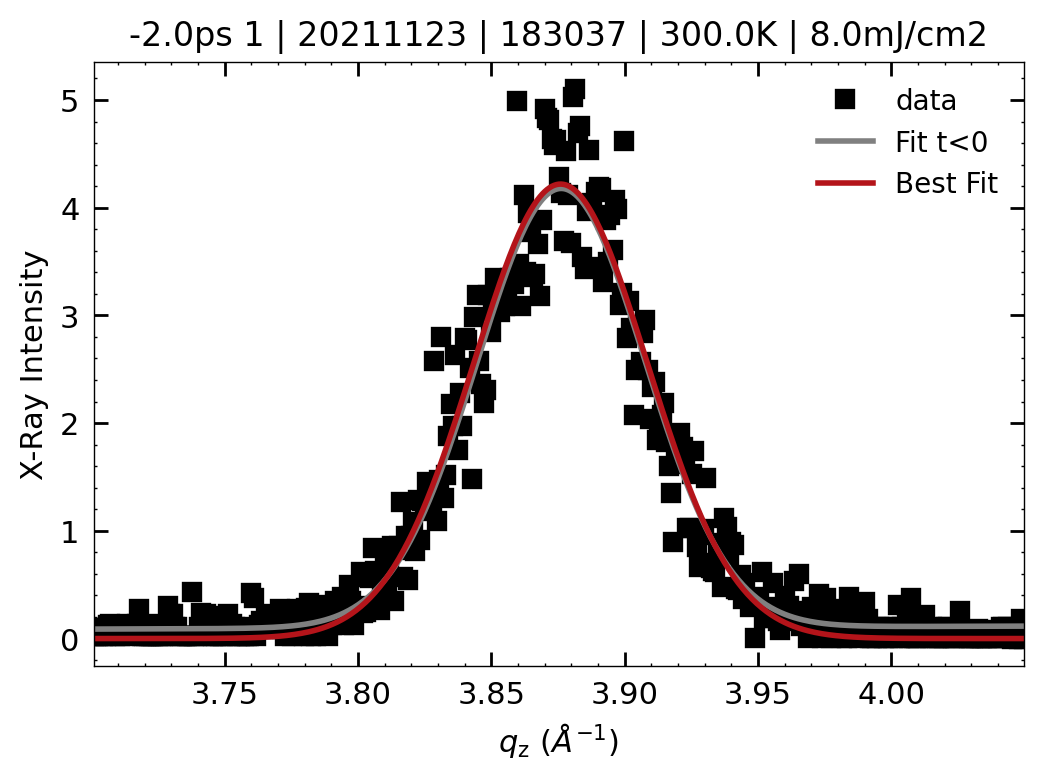 -2.0ps 1 | 20211123 | 183037 | 300.0K | 8.0mJ/cm2
data
Fit t<0
Best Fit
X-Ray Intensity
5
4
3
2
1
0
3.75 3.80 3.85 3.90 3.95 4.00
q_z (Å⁻¹)